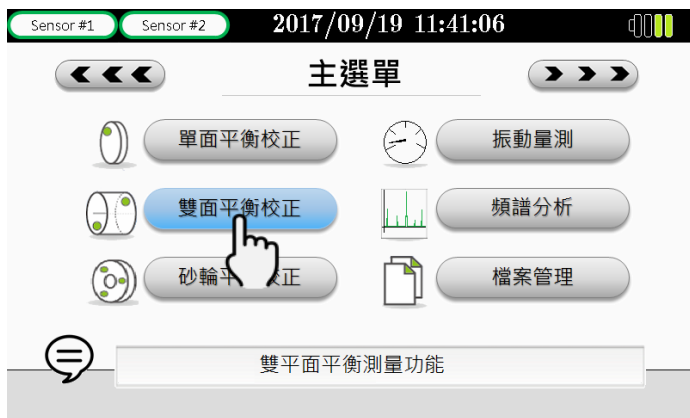 Sensor #1 Sensor #2 2017/09/19 11:41:06
主選單
單面平衡校正 振動量測
雙面平衡校正 頻譜分析
砂輪平 校正 檔案管理
雙平面平衡測量功能